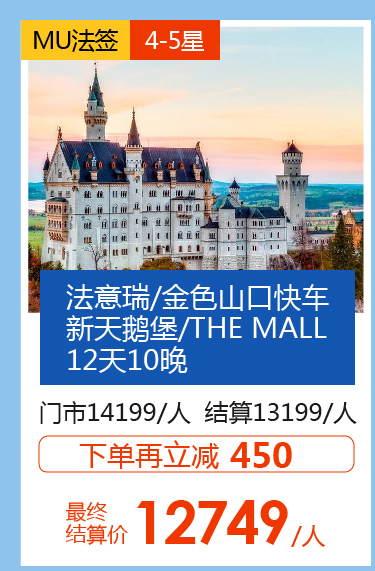 MU法签 4-5星
法意瑞/金色山口快车
新天鹅堡/THE MALL
12天10晚
门市14199/人 结算13199/人
下单再立减 450
最终
结算价 12749/人